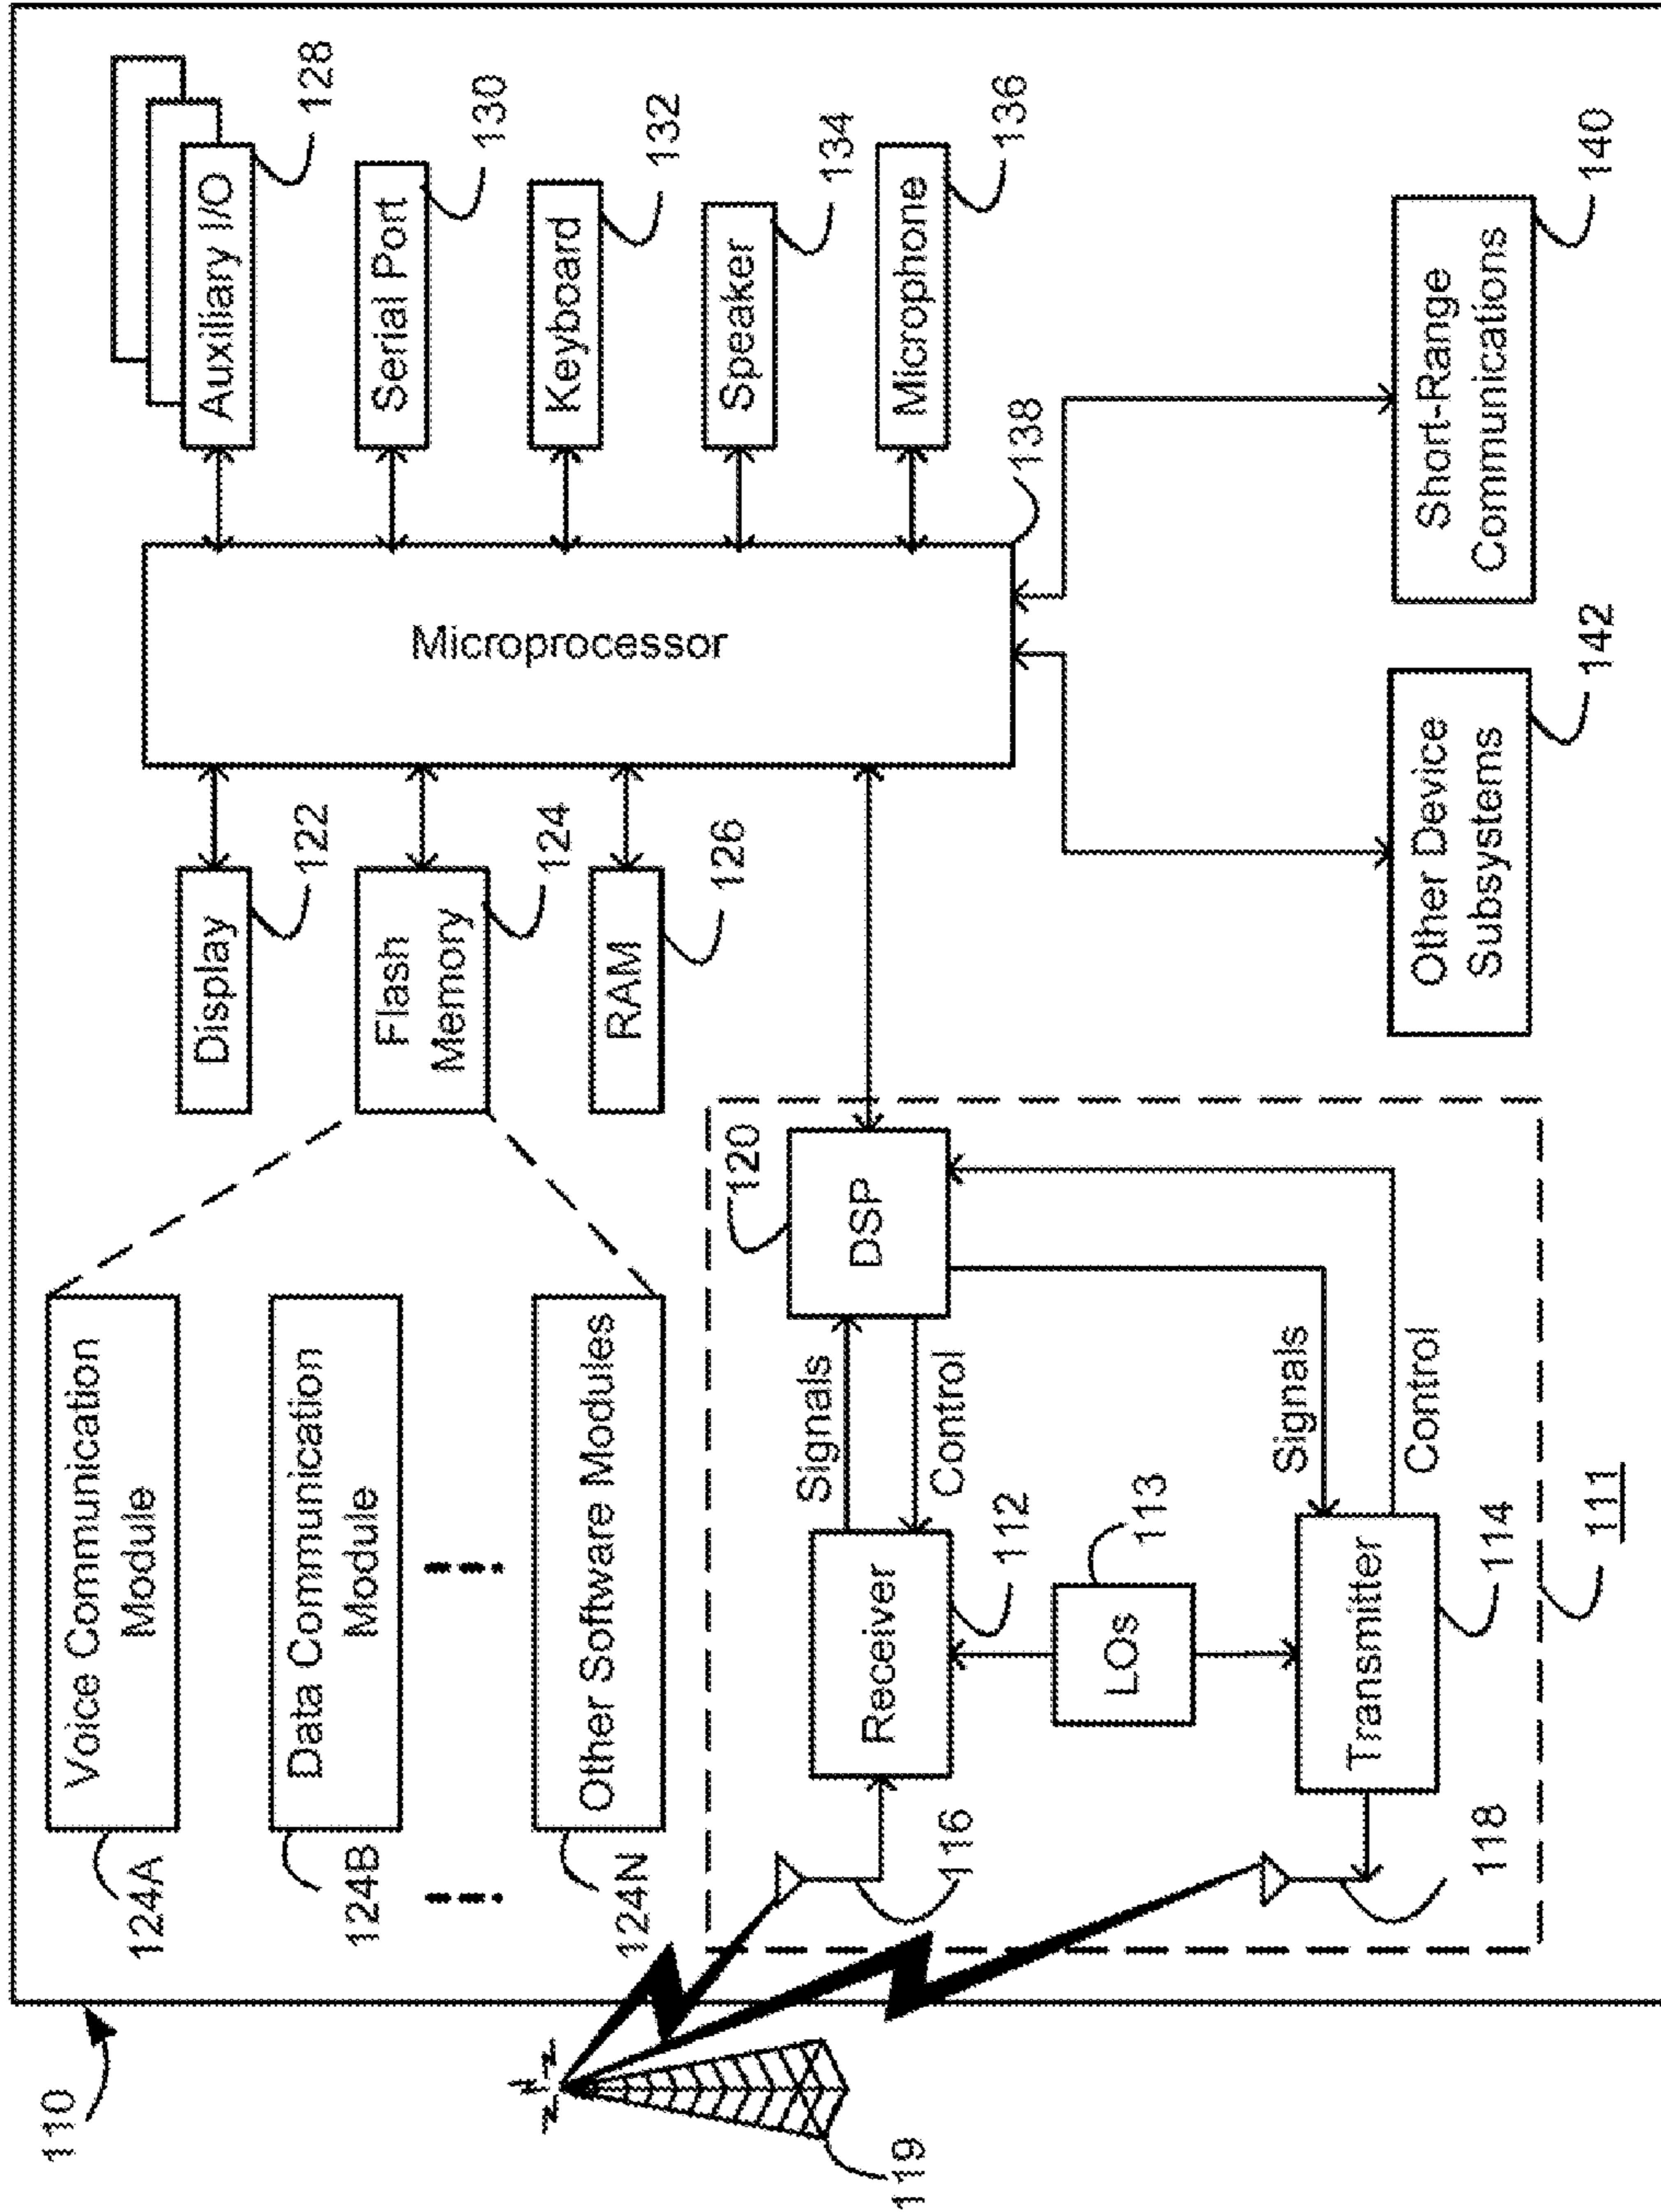 110
Voice Communication
Module
124A
Data Communication
Module
124B
Other Software Modules
124N
Display
122
Flash
Memory
124
RAM
126
Microprocessor
138
Auxiliary I/O
128
Serial Port
130
Keyboard
132
Speaker
134
Microphone
136
119
116
Receiver
112
Signals
Control
DSP
120
LOs
113
118
Transmitter
114
Signals
Control
111
Other Device
Subsystems
142
Short-Range
Communications
140